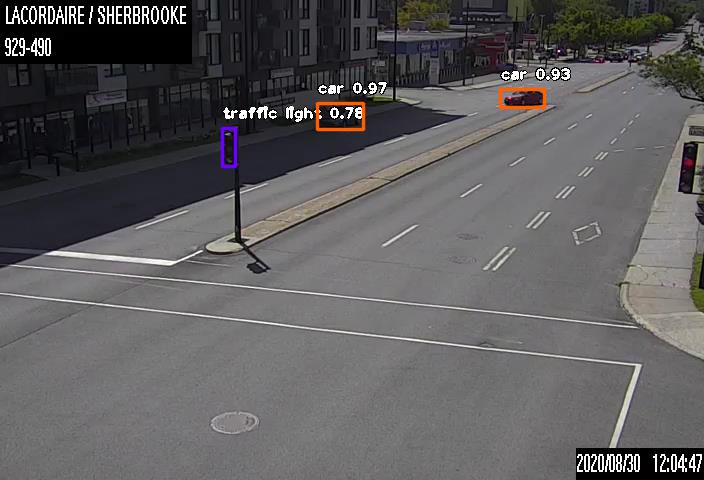 LACORDAIRE / SHERBROOKE
929-490
car 0.93
car 0.97
traffic light 0.78
2020/08/30 12:04:47